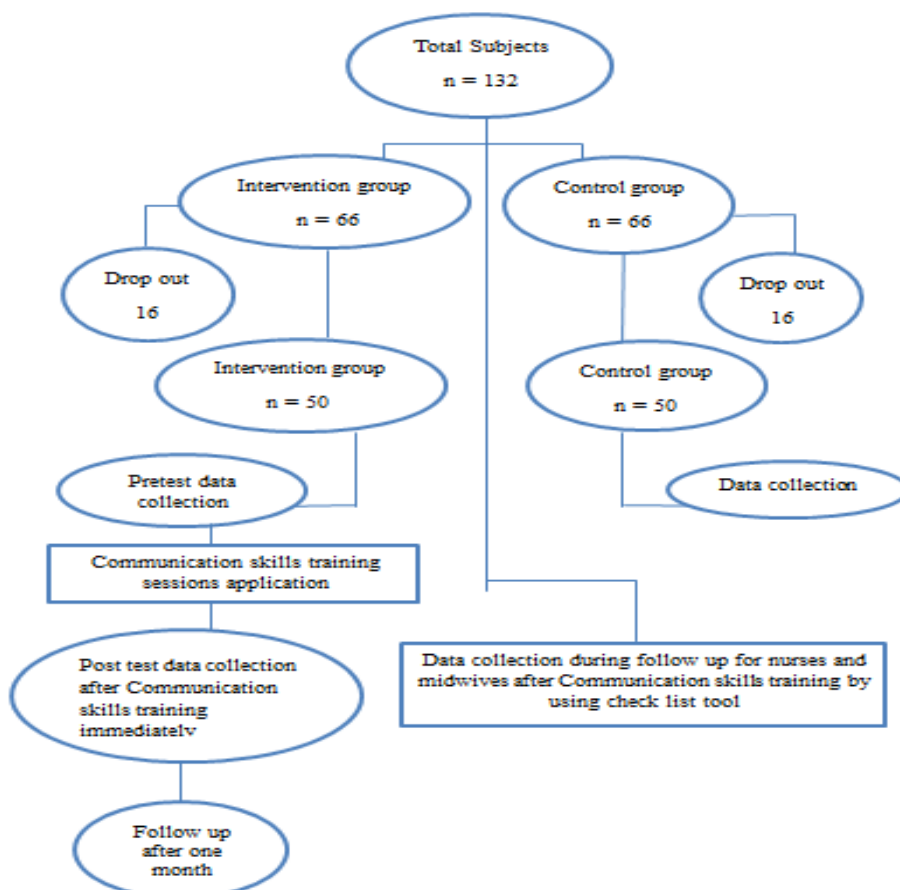 Total Subjects
n = 132
Intervention group
n = 66
Control group
n = 66
Drop out
16
Drop out
16
Intervention group
n = 50
Control group
n = 50
Pretest data
collection
Data collection
Communication skills training
sessions application
Post test data collection
after Communication
skills training
immediately
Data collection during follow up for nurses and
midwives after Communication skills training by
using check list tool
Follow up
after one
month